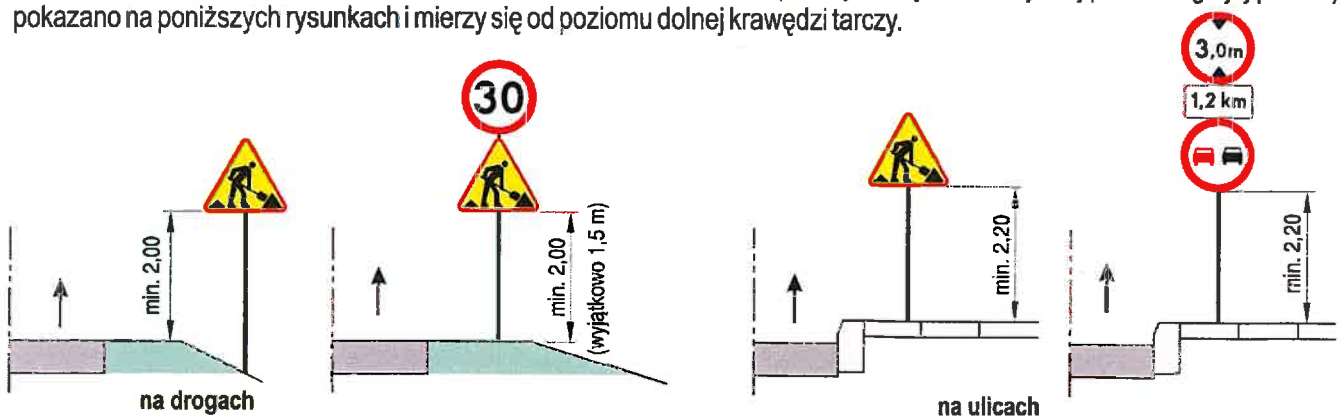 pokazano na poniższych rysunkach i mierzy się od poziomu dolnej krawędzi tarczy.
3,0m
30
1,2 km
min. 2,00
min. 2,00
(wyjątkowo 1,5 m)
min. 2,20
min. 2,20
na drogach
na ulicach